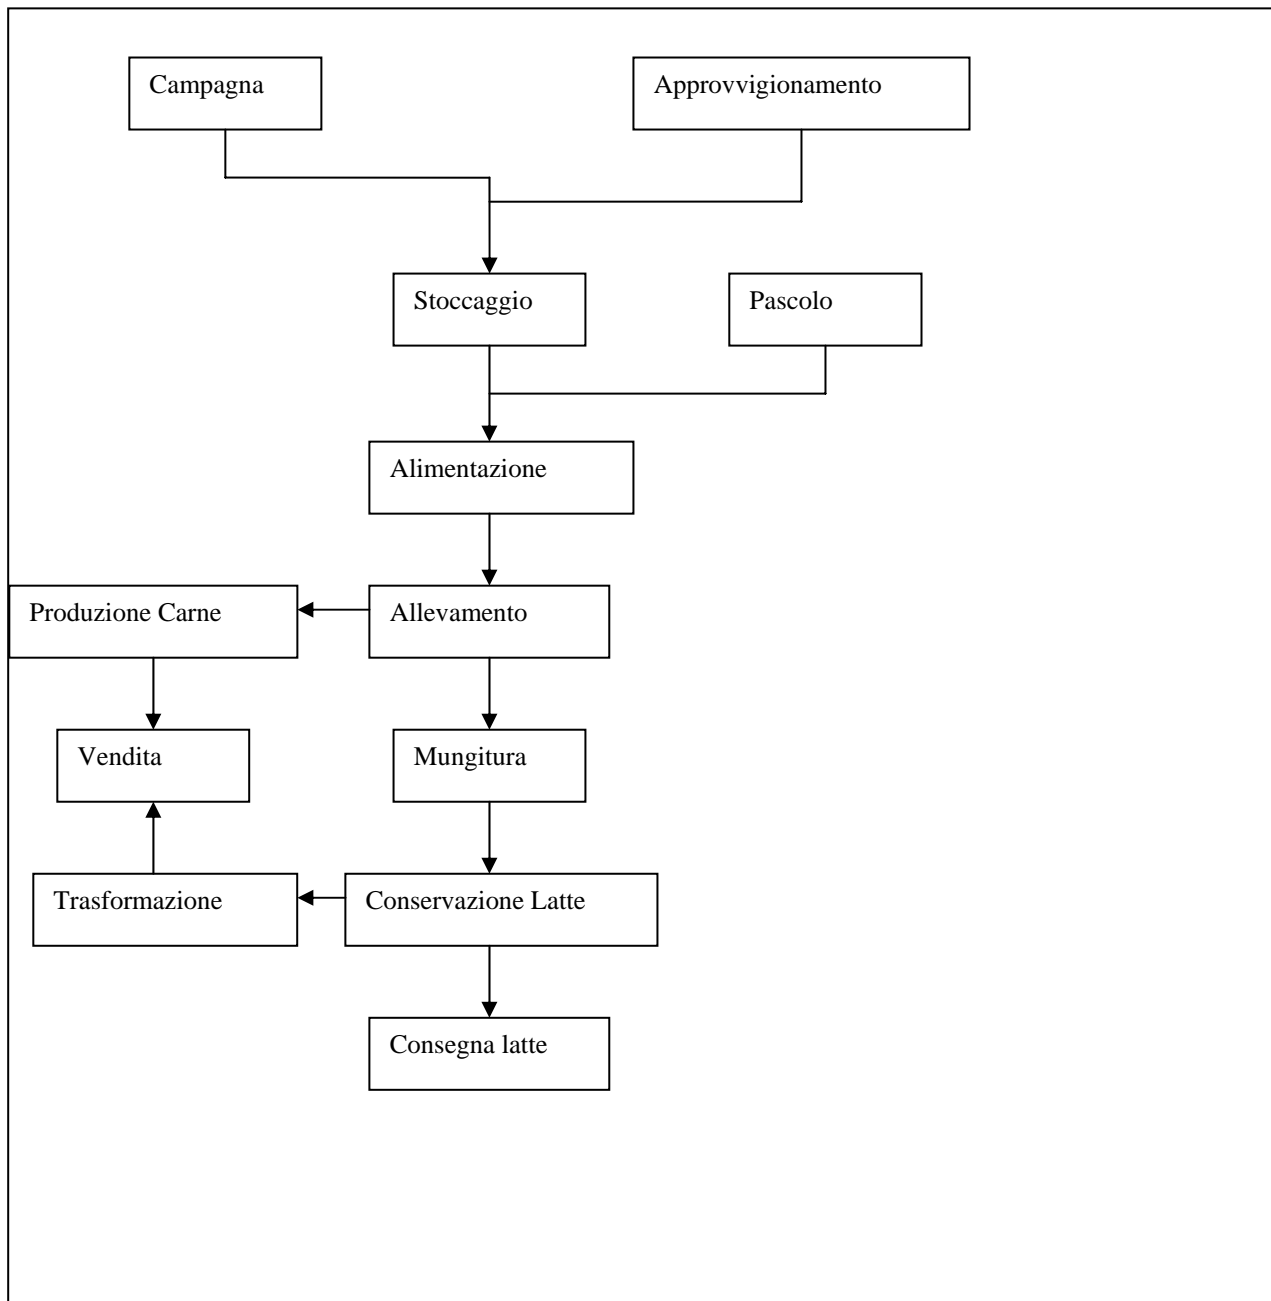 Campagna
Approvvigionamento
Stoccaggio
Pascolo
Alimentazione
Produzione Carne
Allevamento
Vendita
Mungitura
Trasformazione
Conservazione Latte
Consegna latte